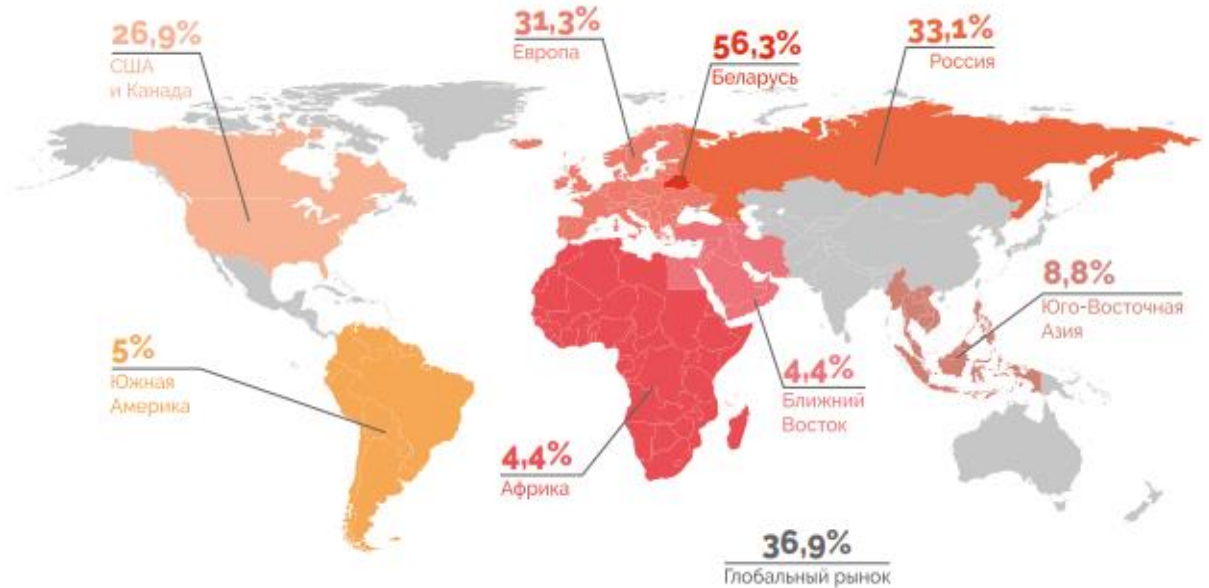 26,9%
США
и Канада
31,3%
Европа
56,3%
Беларусь
33,1%
Россия
8,8%
Юго-Восточная
Азия
5%
Южная
Америка
4,4%
Ближний
Восток
4,4%
Африка
36,9%
Глобальный рынок